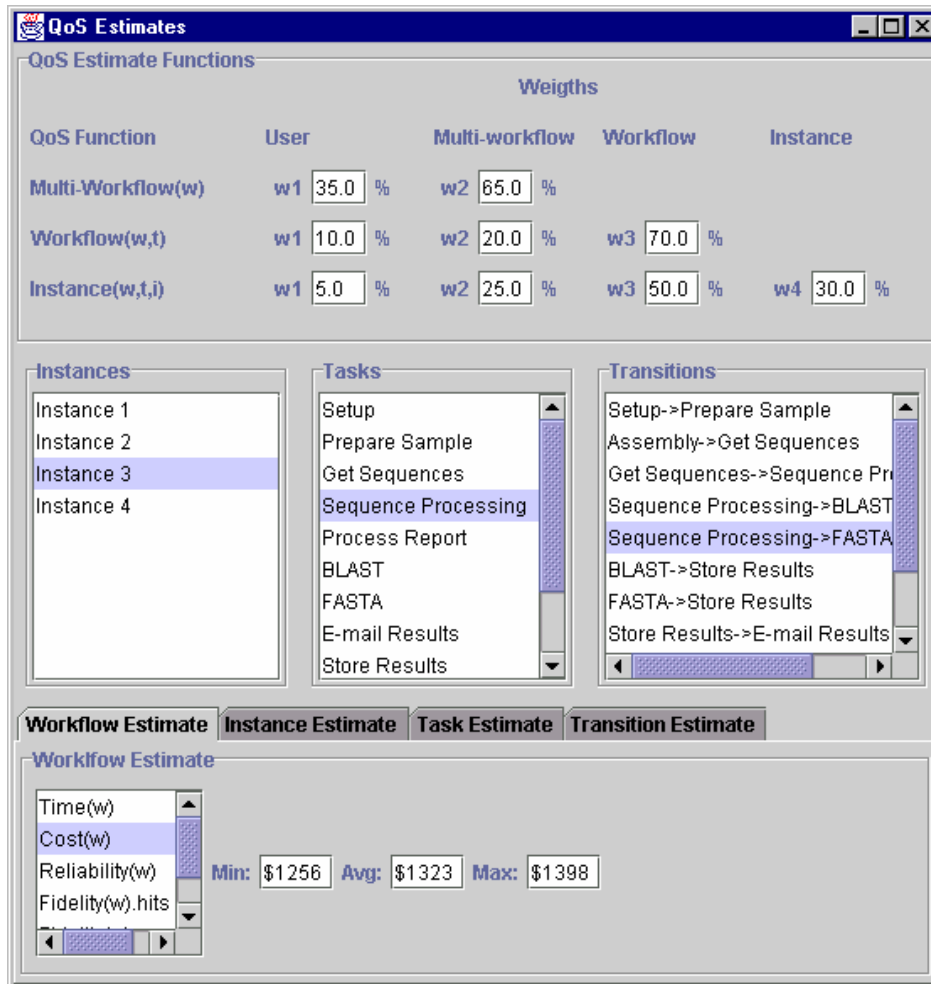 QoS Estimates
QoS Estimate Functions
Weigths
QoS Function User Multi-workflow Workflow Instance
Multi-Workflow(w) w1 35.0 % w2 65.0 %
Workflow(w,t) w1 10.0 % w2 20.0 % w3 70.0 %
Instance(w,t,i) w1 5.0 % w2 25.0 % w3 50.0 % w4 30.0 %
Instances
Instance 1
Instance 2
Instance 3
Instance 4
Tasks
Setup
Prepare Sample
Get Sequences
Sequence Processing
Process Report
BLAST
FASTA
E-mail Results
Store Results
Transitions
Setup->Prepare Sample
Assembly->Get Sequences
Get Sequences->Sequence Pr
Sequence Processing->BLAST
Sequence Processing->FASTA
BLAST->Store Results
FASTA->Store Results
Store Results->E-mail Results
Workflow Estimate Instance Estimate Task Estimate Transition Estimate
Worklfow Estimate
Time(w)
Cost(w)
Reliability(w)
Fidelity(w).hits
Min: $1256 Avg: $1323 Max: $1398